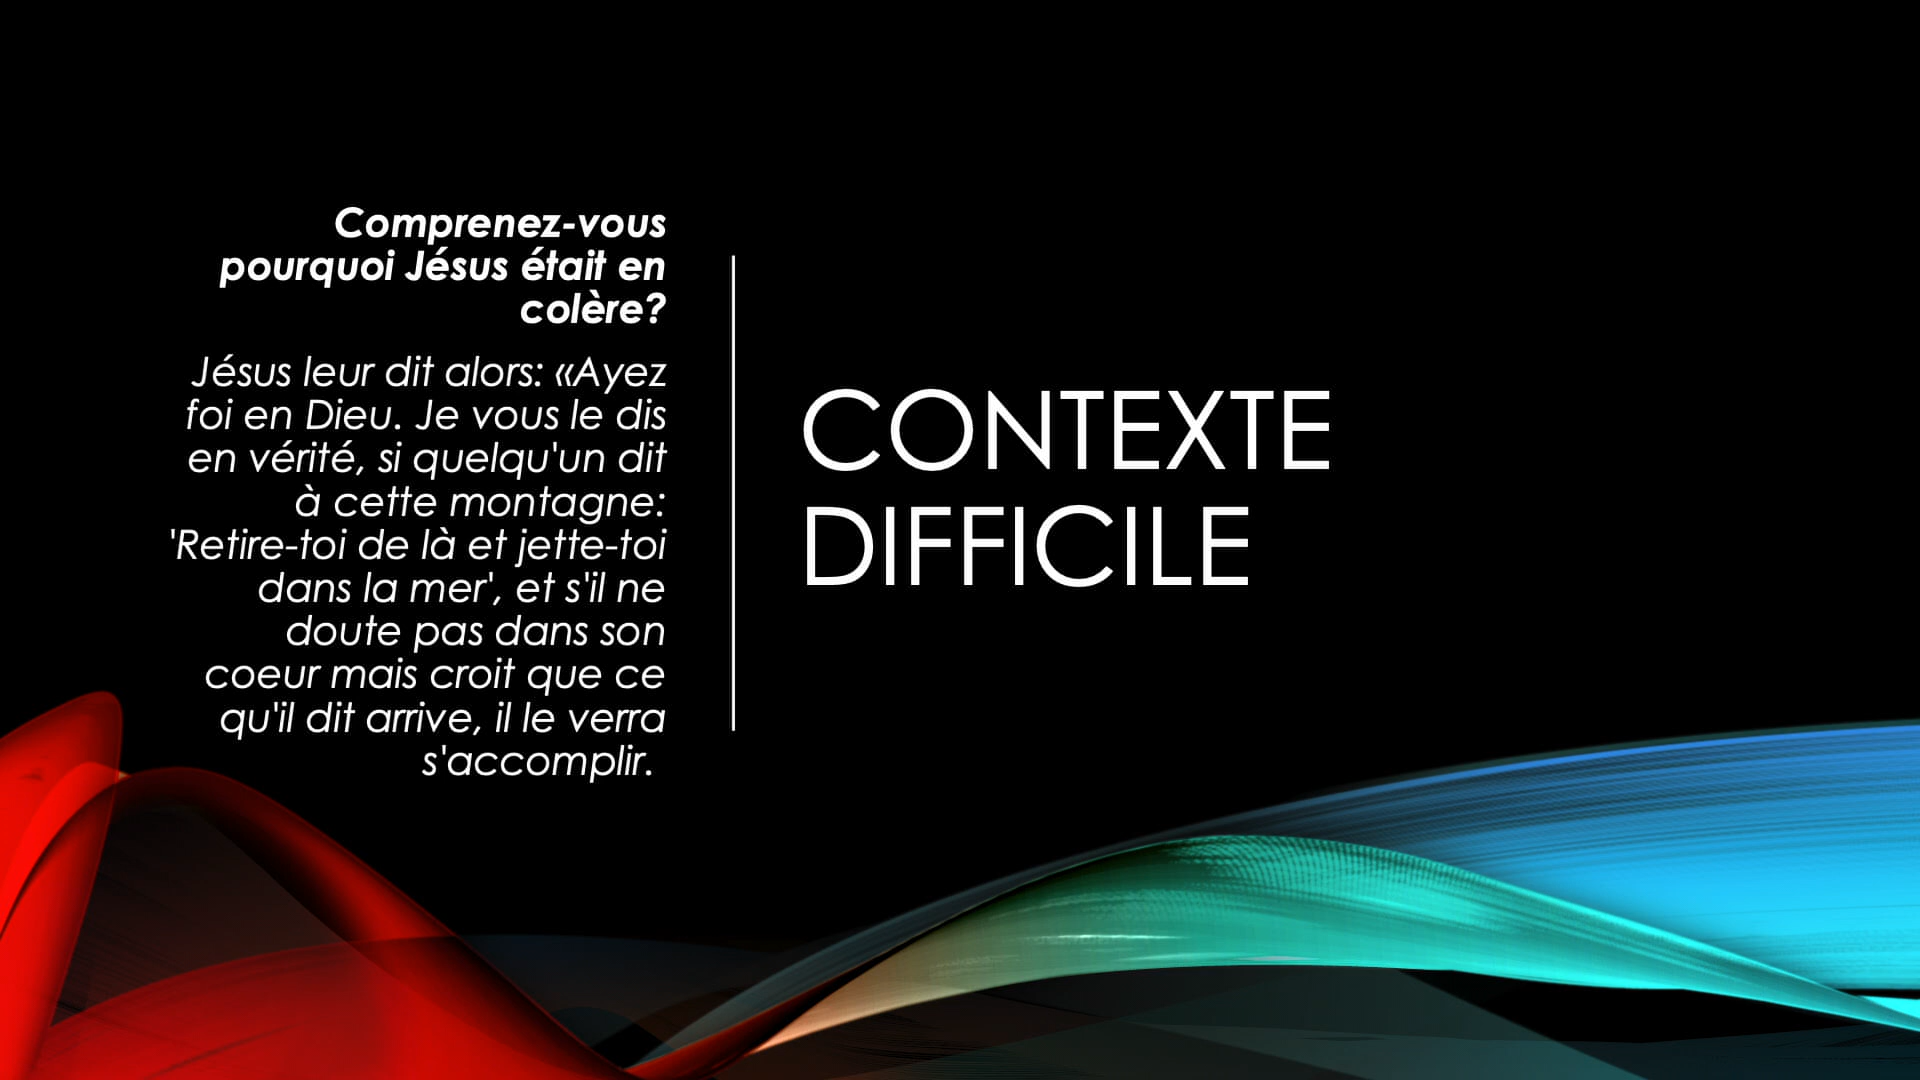 Comprenez-vous
pourquoi Jésus était en
colère?
Jésus leur dit alors: «Ayez
foi en Dieu. Je vous le dis
en vérité, si quelqu'un dit
à cette montagne:
'Retire-toi de là et jette-toi
dans la mer', et s'il ne
doute pas dans son
coeur mais croit que ce
qu'il dit arrive, il le verra
s'accomplir.
CONTEXTE
DIFFICILE